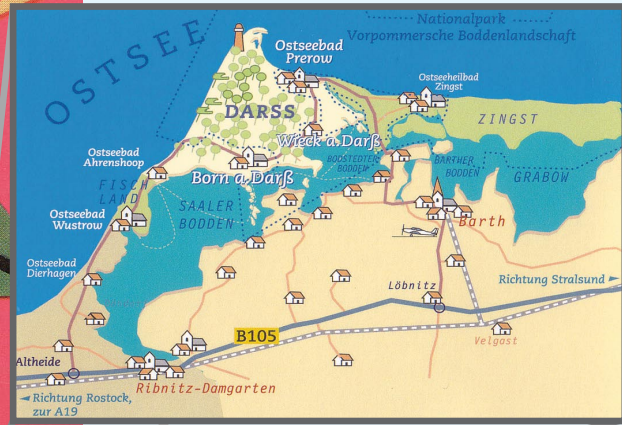 Nationalpark
Vorpommersche Boddenlandschaft
OSTSEE
Ostseebad
Prerow
Ostseeheilbad
Zingst
DARSS
ZINGST
Wieck a. Darß
Ostseebad
Ahrenshoop
BODSTEDTER
BODDEN
BARTHER
BODDEN
GRABOW
Born a. Darß
FISCH
LAND
SAALER
BODDEN
Ostseebad
Wustrow
Barth
Ostseebad
Dierhagen
Richtung Stralsund
Löbnitz
B105
Velgast
Altheide
Ribnitz-Damgarten
Richtung Rostock,
zur A19